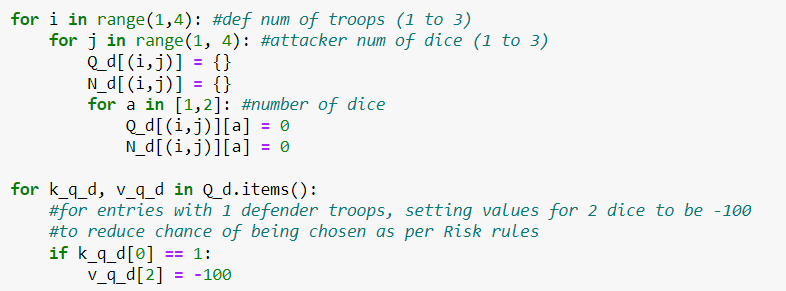 for i in range(1,4): #def num of troops (1 to 3)
    for j in range(1, 4): #attacker num of dice (1 to 3)
        Q_d[(i,j)] = {}
        N_d[(i,j)] = {}
        for a in [1,2]: #number of dice
            Q_d[(i,j)][a] = 0
            N_d[(i,j)][a] = 0

for k_q_d, v_q_d in Q_d.items():
    #for entries with 1 defender troops, setting values for 2 dice to be -100
    #to reduce chance of being chosen as per Risk rules
    if k_q_d[0] == 1:
        v_q_d[2] = -100